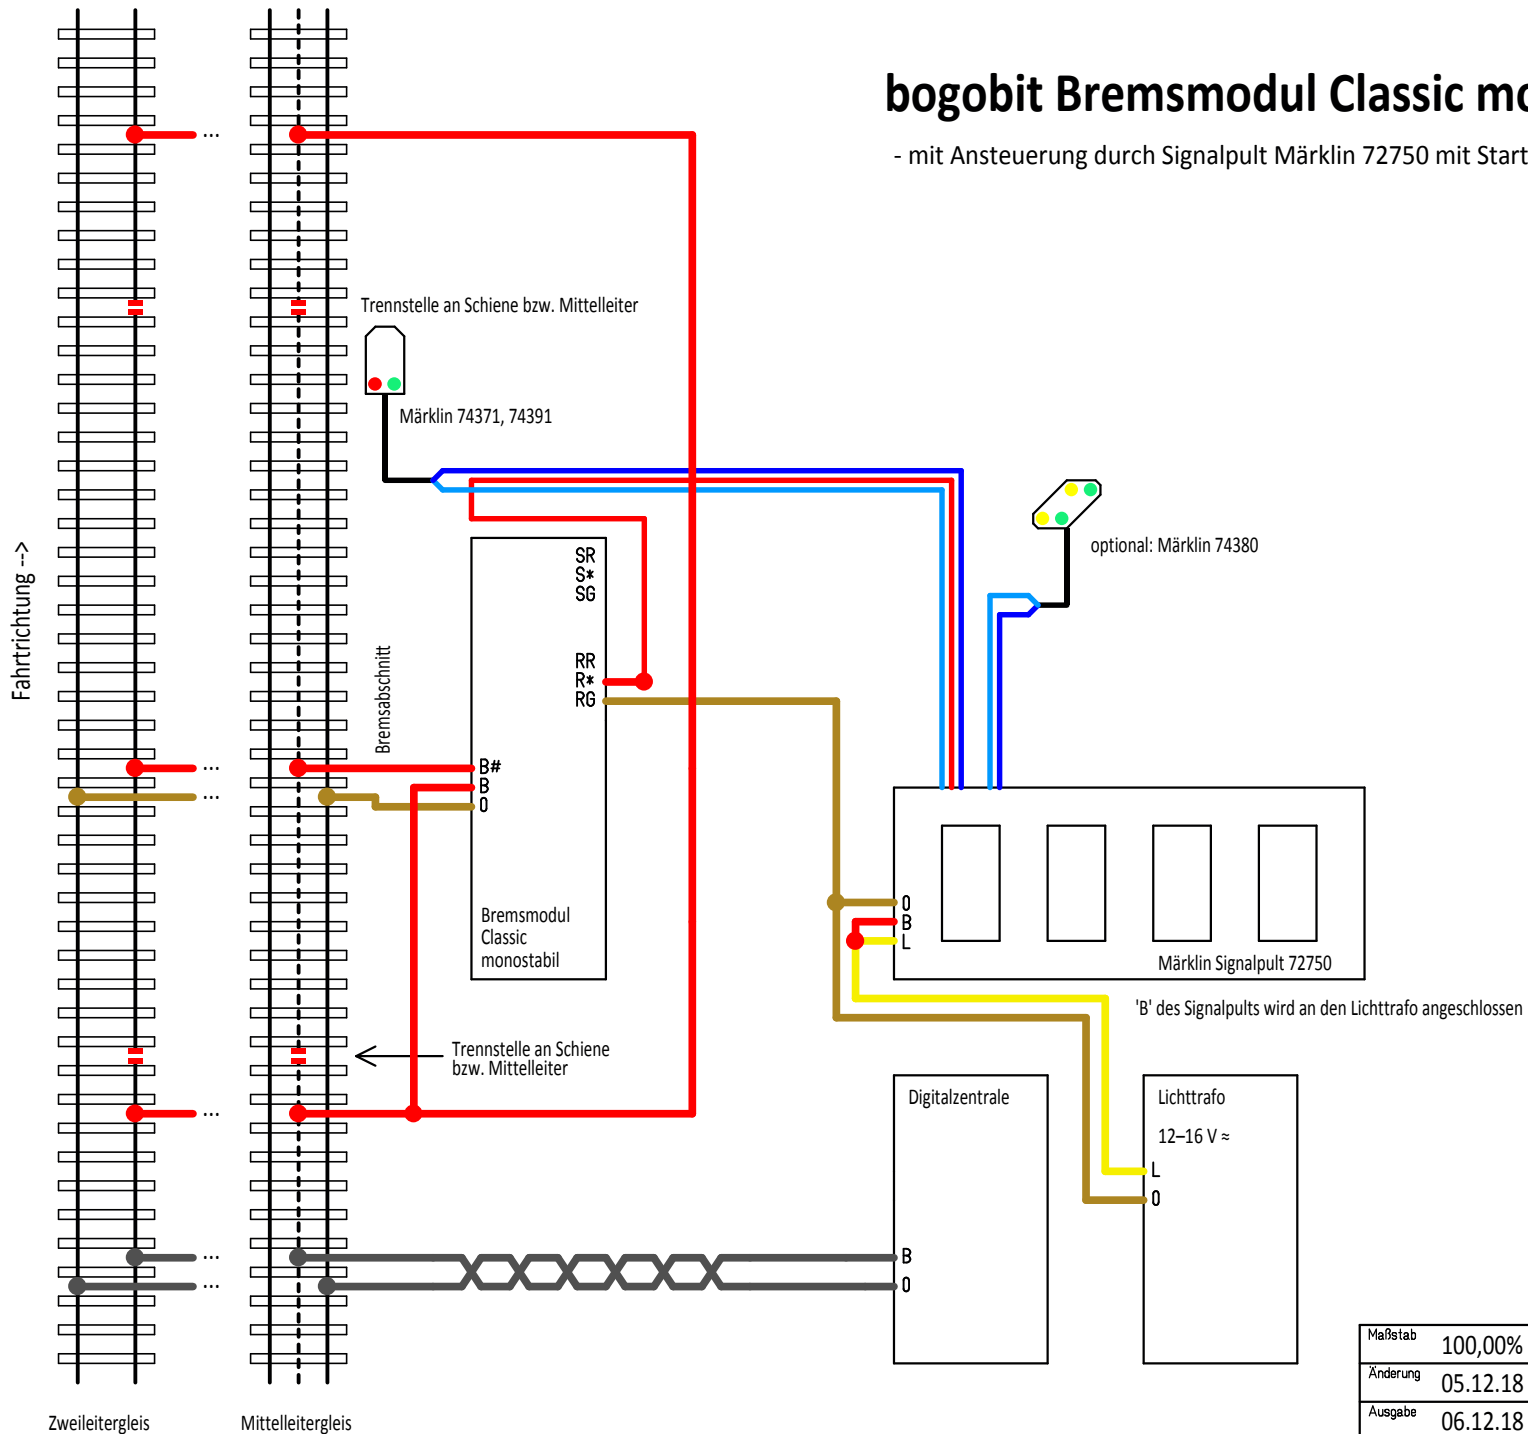 bogobit Bremsmodul Classic mo
- mit Ansteuerung durch Signalpult Märklin 72750 mit Start
...
Trennstelle an Schiene bzw. Mittelleiter
Märklin 74371, 74391
optional: Märklin 74380
Fahrtrichtung -->
Bremsabschnitt
SR
S*
SG
RR
R*
RG
B#
B
0
...
...
Bremsmodul
Classic
monostabil
0
B
L
Märklin Signalpult 72750
'B' des Signalpults wird an den Lichttrafo angeschlossen
Trennstelle an Schiene
bzw. Mittelleiter
...
Digitalzentrale
B
0
Lichttrafo
12–16 V ≈
L
0
...
...
Zweileitergleis
Mittelleitergleis
Maßstab 100,00%
Änderung 05.12.18
Ausgabe 06.12.18